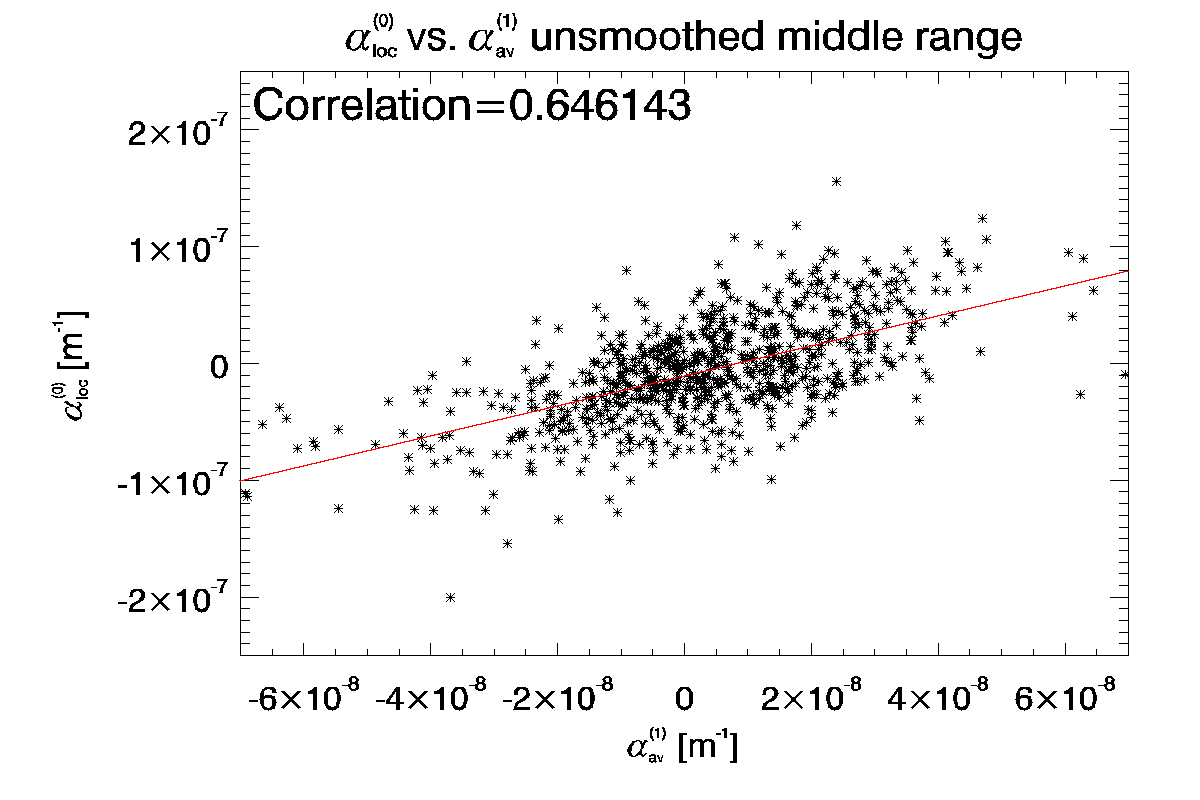 α_loc^(0) vs. α_av^(1) unsmoothed middle range
Correlation=0.646143
2×10^-7
1×10^-7
0
-1×10^-7
-2×10^-7
α_loc^(0) [m^-1]
-6×10^-8 -4×10^-8 -2×10^-8 0 2×10^-8 4×10^-8 6×10^-8
α_av^(1) [m^-1]